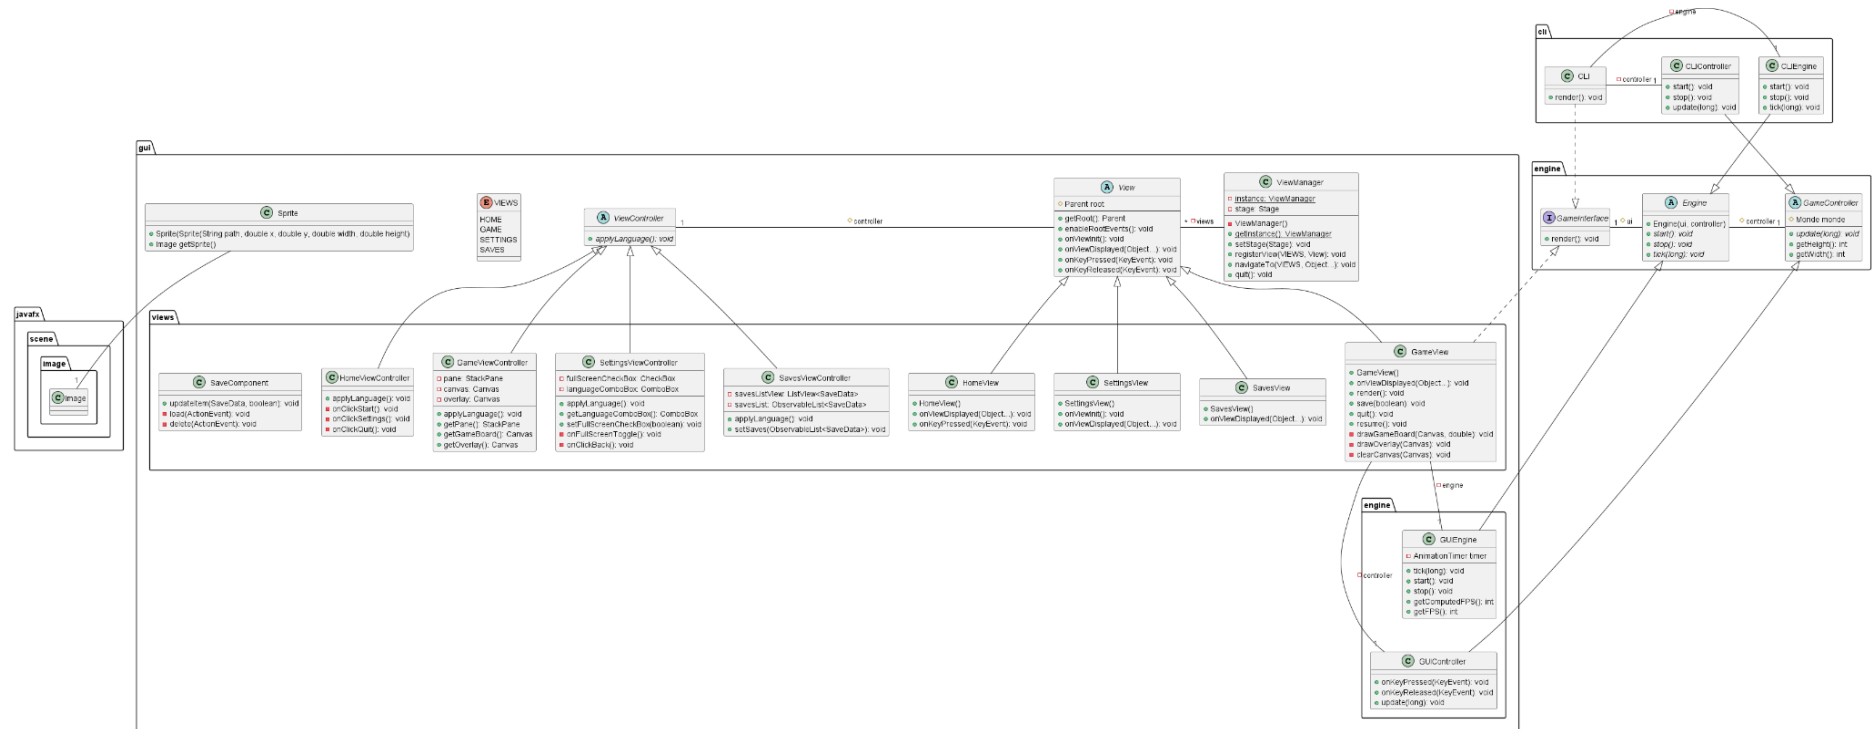 engine
cli
C CLI
render(): void
controller 1
C CLIController
start(): void
stop(): void
update(long): void
1
C CLIEngine
start(): void
stop(): void
tick(long): void
gui
C Sprite
Sprite(Sprite(String path, double x, double y, double width, double height)
Image getSprite()
E VIEWS
HOME
GAME
SETTINGS
SAVES
A ViewController
applyLanguage(): void
1
controller
A View
Parent root
getRoot(): Parent
enableRootEvents(): void
onViewInit(): void
onViewDisplayed(Object...): void
onKeyPressed(KeyEvent): void
onKeyReleased(KeyEvent): void
* views
C ViewManager
instance: ViewManager
stage: Stage
ViewManager()
getInstance(): ViewManager
setStage(Stage): void
registerView(VIEWS, View): void
navigateTo(VIEWS, Object...): void
quit(): void
engine
I GameInterface
render(): void
1 ui
A Engine
Engine(ui, controller)
start(): void
stop(): void
tick(long): void
controller 1
A GameController
Monde monde
update(long): void
getHeight(): int
getWidth(): int
javafx
scene
image
1
C Image
views
C SaveComponent
updateItem(SaveData, boolean): void
load(ActionEvent): void
delete(ActionEvent): void
C HomeViewController
applyLanguage(): void
onClickStart(): void
onClickSettings(): void
onClickQuit(): void
C GameViewController
pane: StackPane
canvas: Canvas
overlay: Canvas
applyLanguage(): void
getPane(): StackPane
getGameBoard(): Canvas
getOverlay(): Canvas
C SettingsViewController
fullScreenCheckBox: CheckBox
languageComboBox: ComboBox
applyLanguage(): void
getLanguageComboBox(): ComboBox
setFullScreenCheckBox(boolean): void
onFullScreenToggle(): void
onClickBack(): void
C SavesViewController
savesListView: ListView<SaveData>
savesList: ObservableList<SaveData>
applyLanguage(): void
setSaves(ObservableList<SaveData>): void
C HomeView
HomeView()
onViewDisplayed(Object...): void
onKeyPressed(KeyEvent): void
C SettingsView
SettingsView()
onViewInit(): void
onViewDisplayed(Object...): void
C SavesView
SavesView()
onViewDisplayed(Object...): void
C GameView
GameView()
onViewDisplayed(Object...): void
render(): void
save(boolean): void
quit(): void
resume(): void
drawGameBoard(Canvas, double): void
drawOverlay(Canvas): void
clearCanvas(Canvas): void
engine
engine
1
C GUIEngine
AnimationTimer timer
tick(long): void
start(): void
stop(): void
getComputedFPS(): int
getFPS(): int
controller
1
C GUIController
onKeyPressed(KeyEvent): void
onKeyReleased(KeyEvent): void
update(long): void